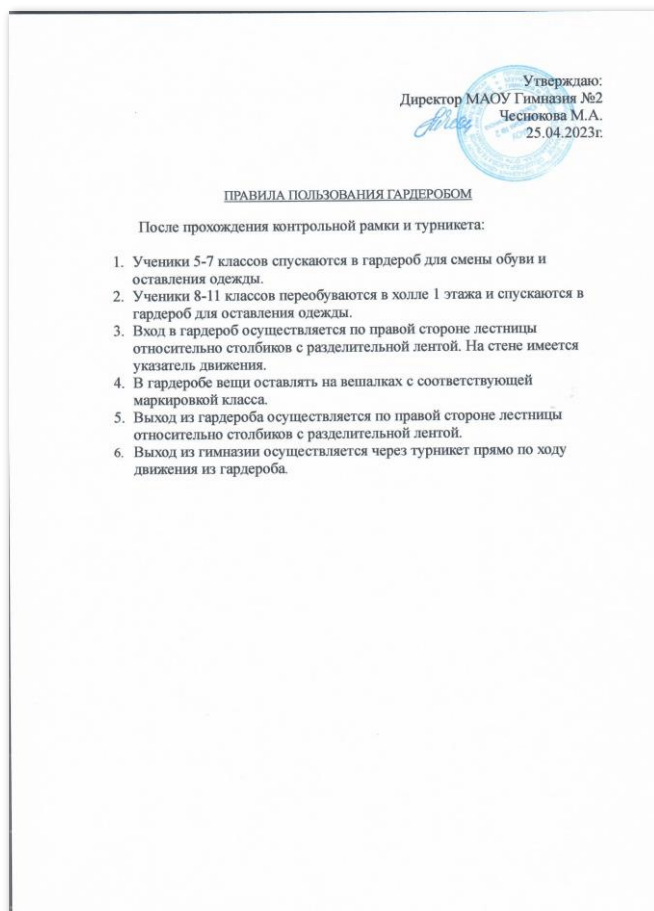 Утверждаю:
Директор МАОУ Гимназия №2
Чеснокова М.А.
25.04.2023г.
ПРАВИЛА ПОЛЬЗОВАНИЯ ГАРДЕРОБОМ
После прохождения контрольной рамки и турникета:
1. Ученики 5-7 классов спускаются в гардероб для смены обуви и
оставления одежды.
2. Ученики 8-11 классов переобуваются в холле 1 этажа и спускаются в
гардероб для оставления одежды.
3. Вход в гардероб осуществляется по правой стороне лестницы
относительно столбиков с разделительной лентой. На стене имеется
указатель движения.
4. В гардеробе вещи оставлять на вешалках с соответствующей
маркировкой класса.
5. Выход из гардероба осуществляется по правой стороне лестницы
относительно столбиков с разделительной лентой.
6. Выход из гимназии осуществляется через турникет прямо по ходу
движения из гардероба.